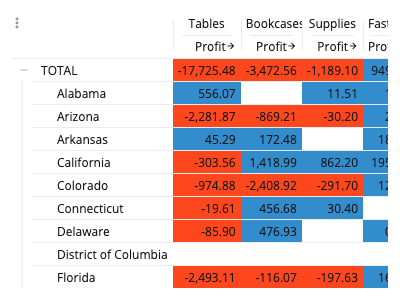 Tables Bookcases Supplies Fas
Profit→ Profit→ Profit→ Pro
TOTAL -17,725.48 -3,472.56 -1,189.10 949
Alabama 556.07 11.51
Arizona -2,281.87 -869.21 -30.20
Arkansas 45.29 172.48 18
California -303.56 1,418.99 862.20 195
Colorado -974.88 -2,408.92 -291.70 12
Connecticut -19.61 456.68 30.40
Delaware -85.90 476.93
District of Columbia
Florida -2,493.11 -116.07 -197.63 16